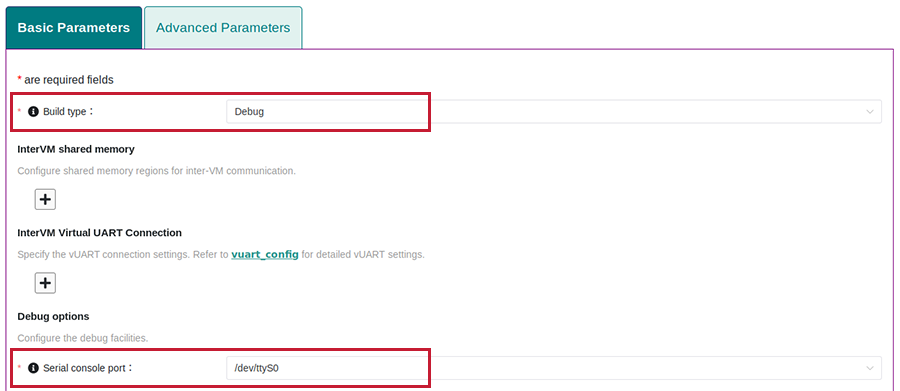 Basic Parameters
Advanced Parameters
* are required fields
* Build type：
Debug
InterVM shared memory
Configure shared memory regions for inter-VM communication.
InterVM Virtual UART Connection
Specify the vUART connection settings. Refer to vuart_config for detailed vUART settings.
Debug options
Configure the debug facilities.
* Serial console port：
/dev/ttyS0